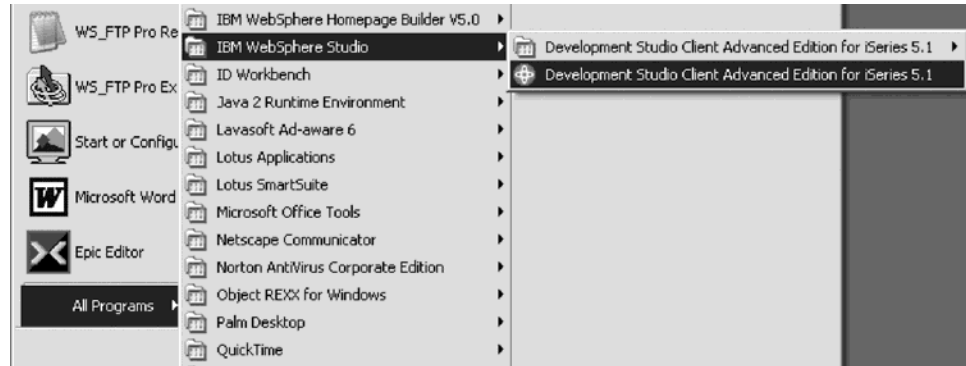 WS_FTP Pro Re
WS_FTP Pro Ex
Start or Configu
Microsoft Word
Epic Editor
All Programs
IBM WebSphere Homepage Builder V5.0
IBM WebSphere Studio
ID Workbench
Java 2 Runtime Environment
Lavasoft Ad-aware 6
Lotus Applications
Lotus SmartSuite
Microsoft Office Tools
Netscape Communicator
Norton AntiVirus Corporate Edition
Object REXX for Windows
Palm Desktop
QuickTime
Development Studio Client Advanced Edition for iSeries 5.1
Development Studio Client Advanced Edition for iSeries 5.1